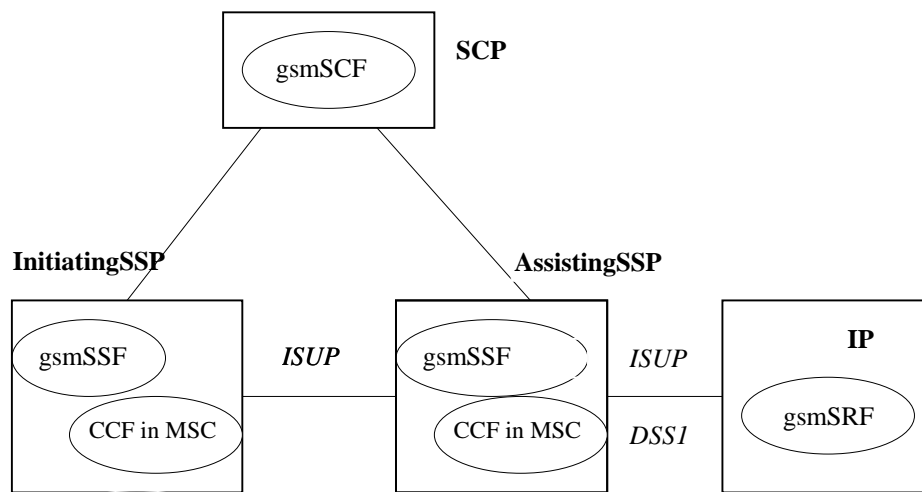 SCP
gsmSCF
InitiatingSSP
AssistingSSP
gsmSSF
ISUP
gsmSSF
ISUP
IP
CCF in MSC
CCF in MSC
DSS1
gsmSRF